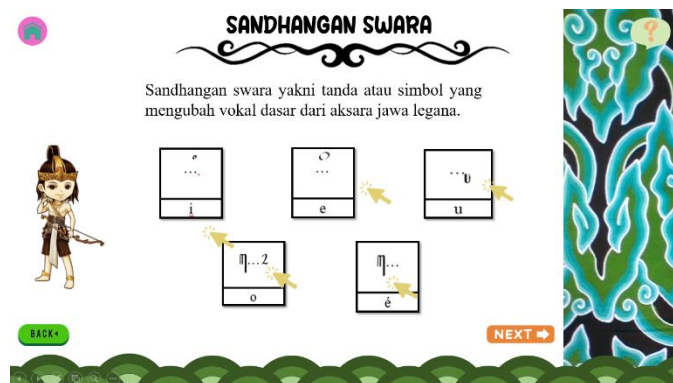 SANDHANGAN SWARA
?
Sandhangan swara yakni tanda atau simbol yang
mengubah vokal dasar dari aksara jawa legana.
i
e
u
o
é
BACK
NEXT